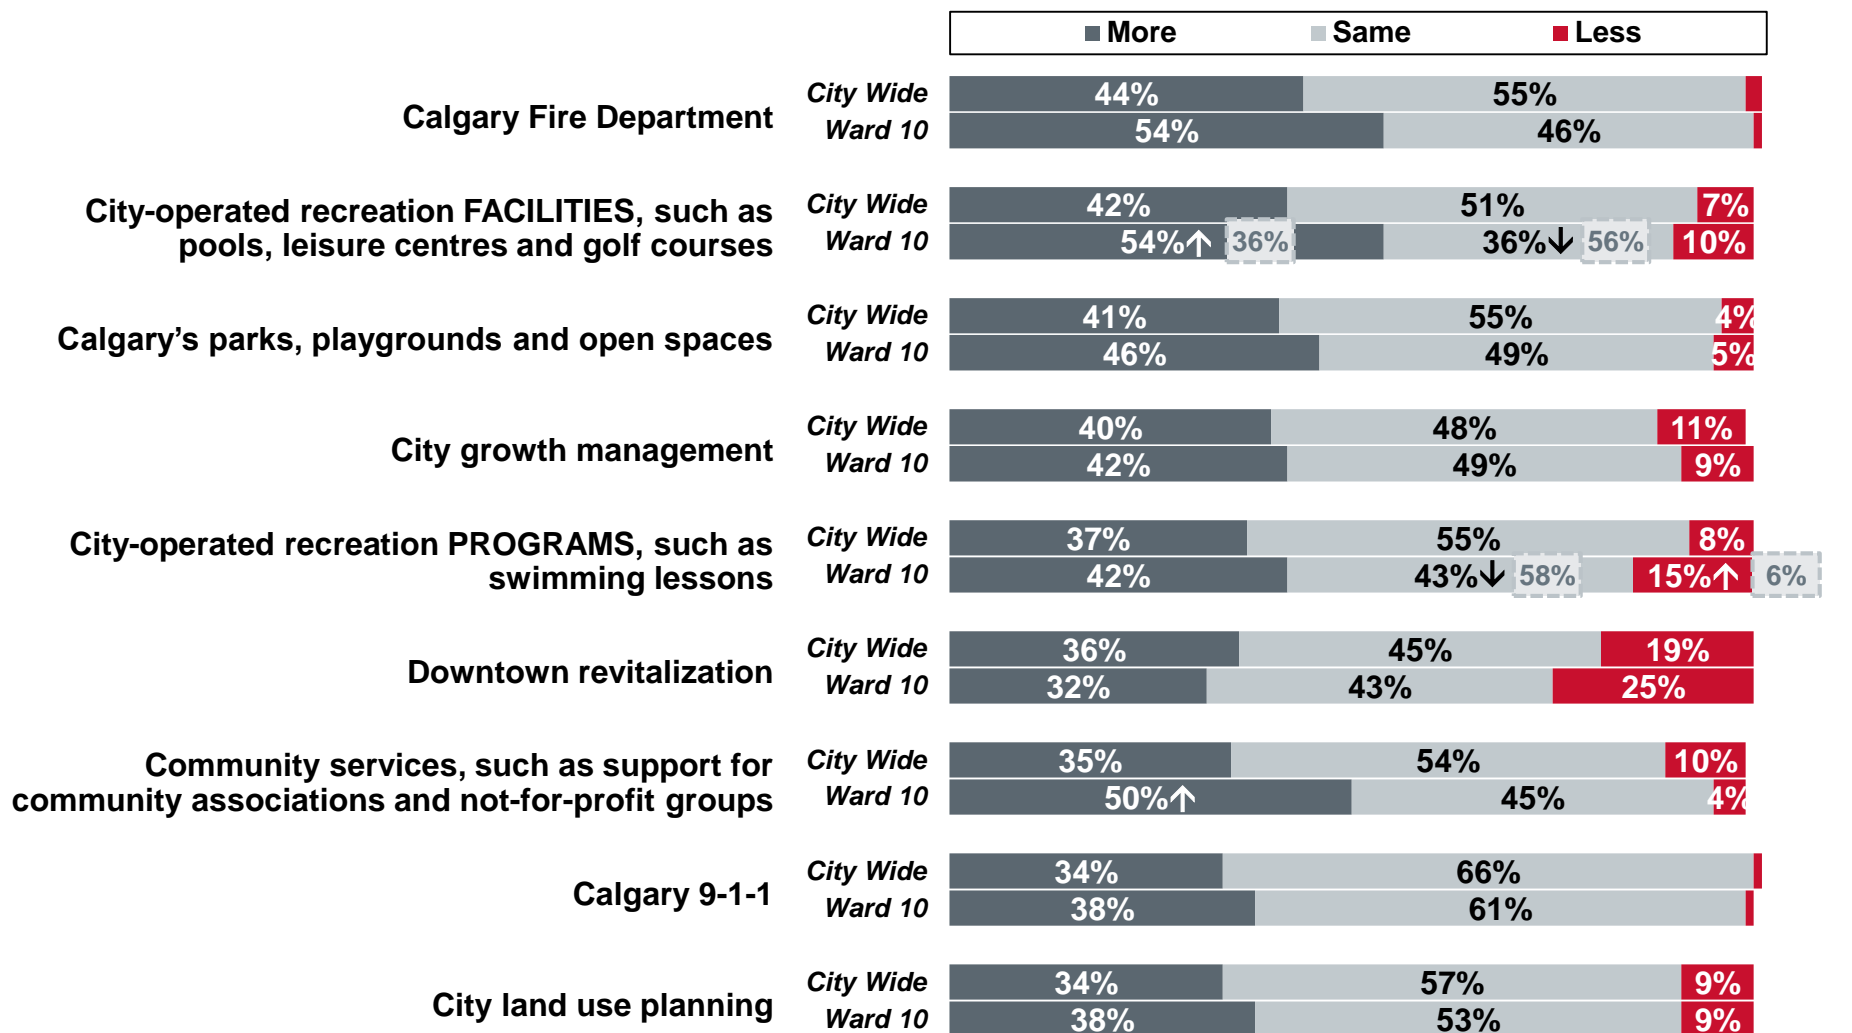 More Same Less
City Wide 44% 55%
Calgary Fire Department
Ward 10 54% 46%
City Wide 42% 51% 7%
City-operated recreation FACILITIES, such as
pools, leisure centres and golf courses
Ward 10 54%↑ 36% 36%↓ 56% 10%
City Wide 41% 55% 4%
Calgary’s parks, playgrounds and open spaces
Ward 10 46% 49% 5%
City Wide 40% 48% 11%
City growth management
Ward 10 42% 49% 9%
City Wide 37% 55% 8%
City-operated recreation PROGRAMS, such as
swimming lessons
Ward 10 42% 43%↓ 58% 15%↑ 6%
City Wide 36% 45% 19%
Downtown revitalization
Ward 10 32% 43% 25%
City Wide 35% 54% 10%
Community services, such as support for
community associations and not-for-profit groups
Ward 10 50%↑ 45% 4%
City Wide 34% 66%
Calgary 9-1-1
Ward 10 38% 61%
City Wide 34% 57% 9%
City land use planning
Ward 10 38% 53% 9%